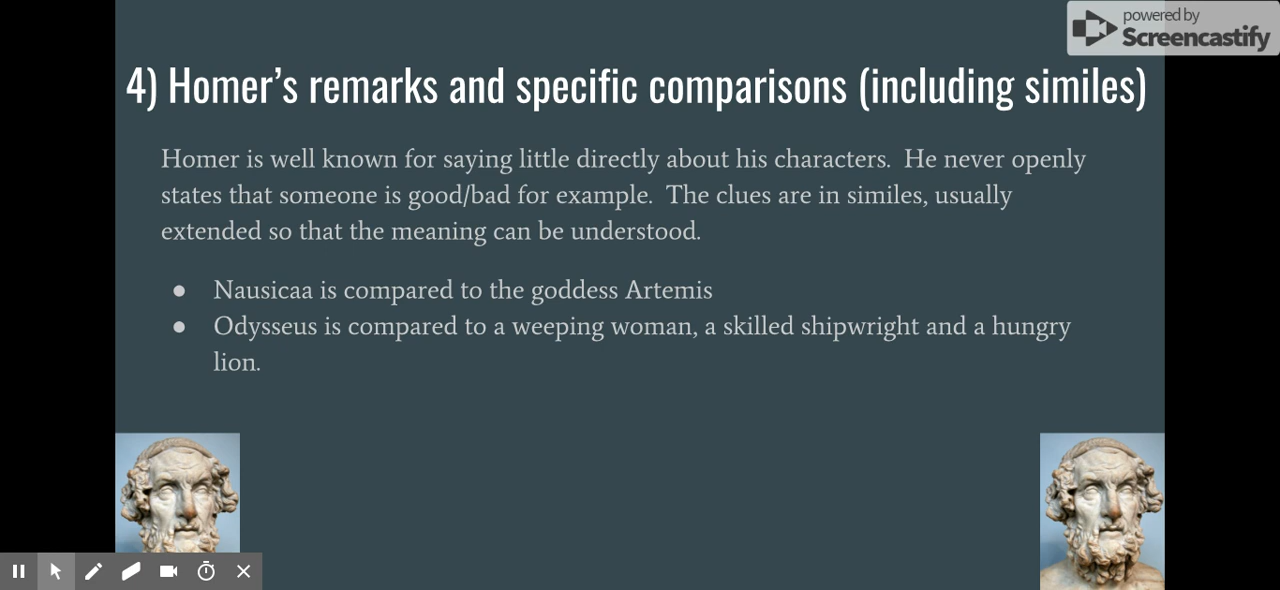 powered by
Screencastify
4) Homer’s remarks and specific comparisons (including similes)
Homer is well known for saying little directly about his characters.  He never openly
states that someone is good/bad for example.  The clues are in similes, usually
extended so that the meaning can be understood.
● Nausicaa is compared to the goddess Artemis
● Odysseus is compared to a weeping woman, a skilled shipwright and a hungry
lion.